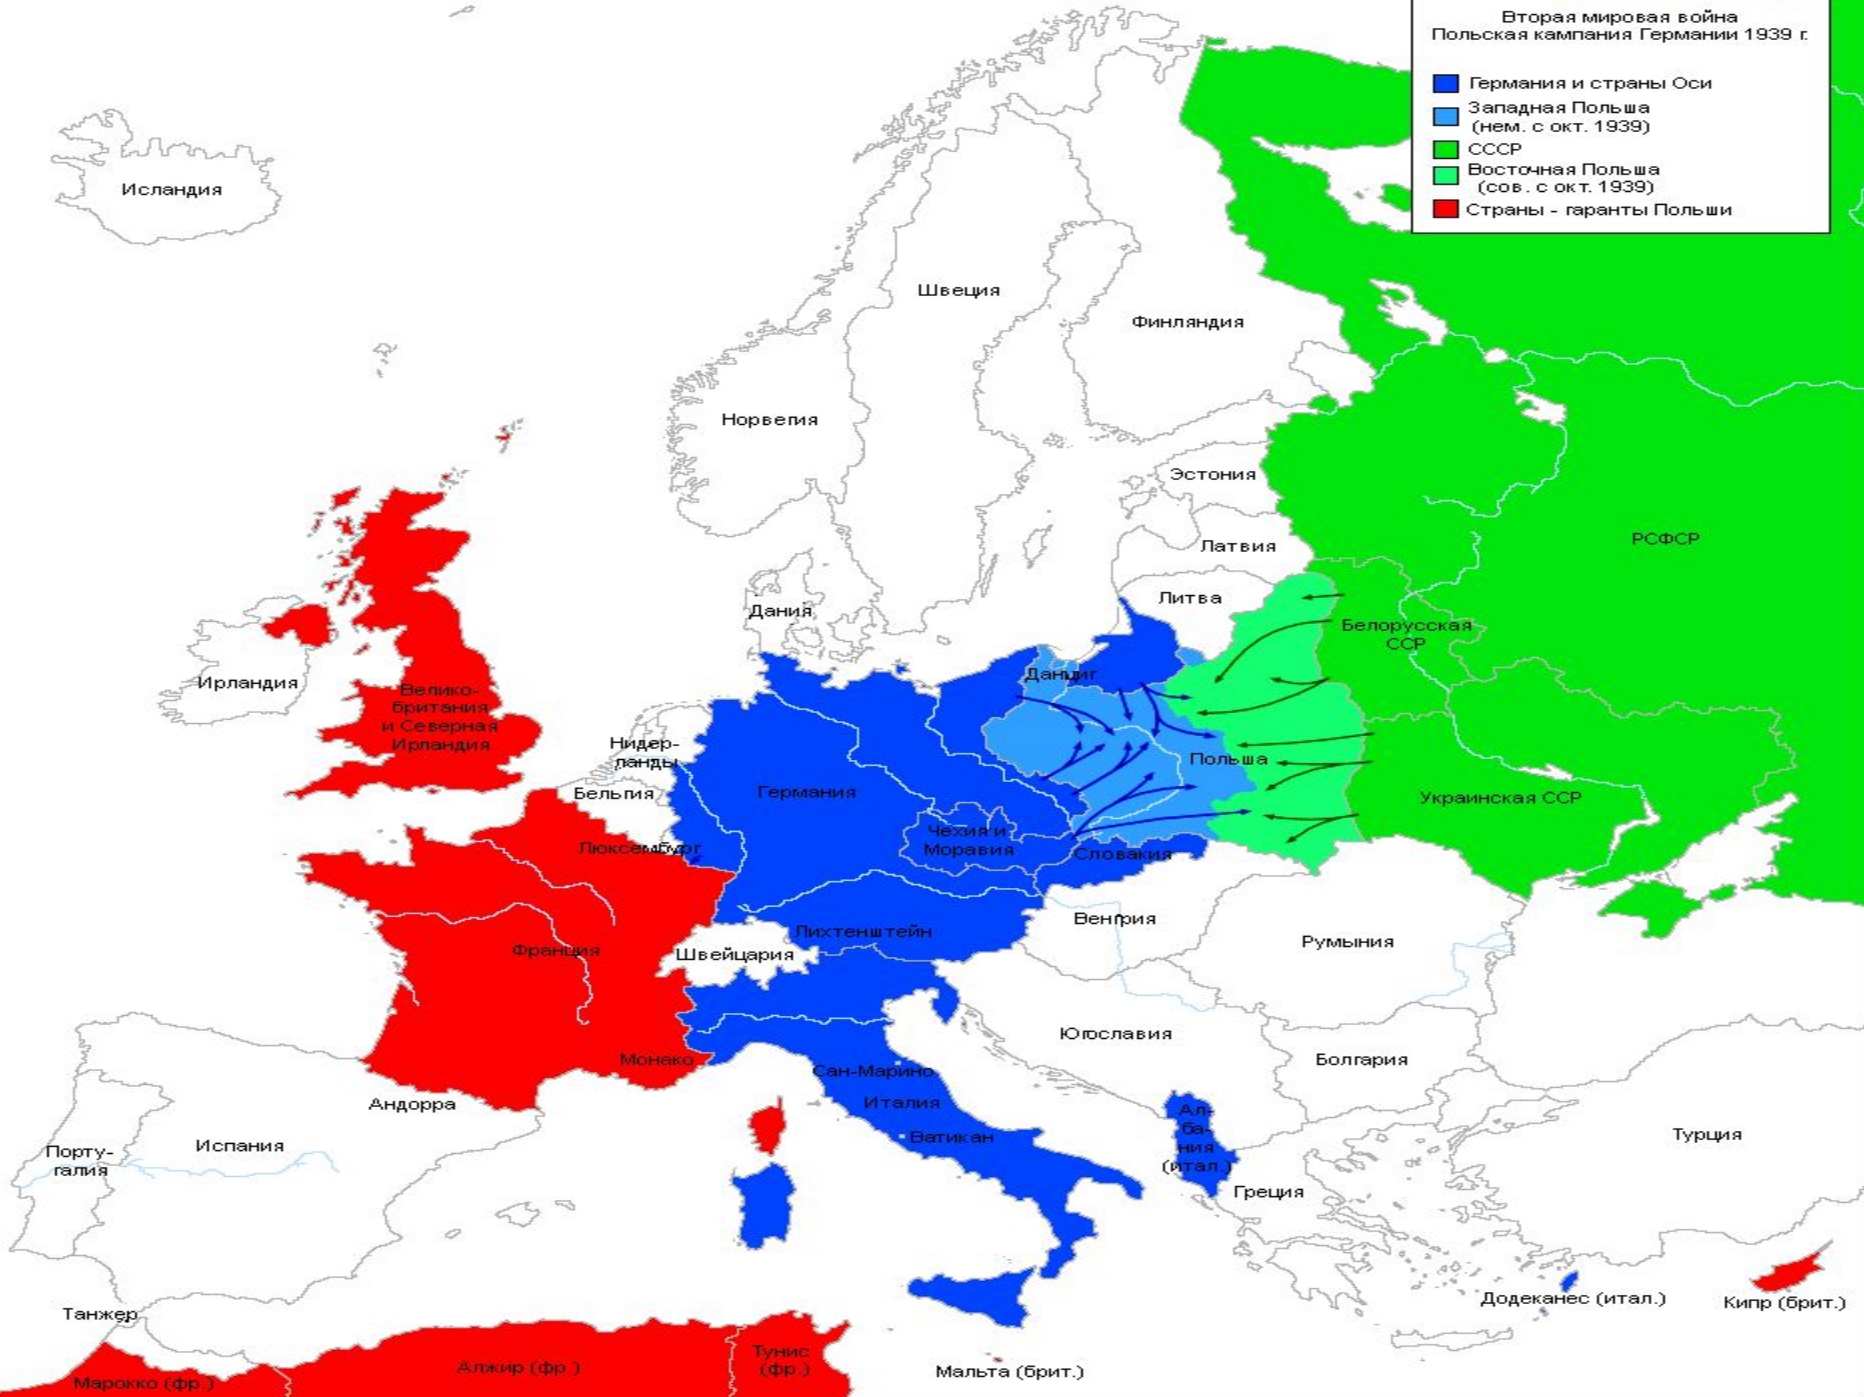 Вторая мировая война
Польская кампания Германии 1939 г.
Германия и страны Оси
Западная Польша
(нем. с окт. 1939)
СССР
Восточная Польша
(сов. с окт. 1939)
Страны - гаранты Польши
Исландия
Швеция
Финляндия
Норвегия
Эстония
РСФСР
Латвия
Литва
Дания
Белорусская
ССР
Ирландия
Данциг
Велико-
британия
и Северная
Ирландия
Нидер-
ланды
Польша
Бельгия
Германия
Украинская ССР
Чехия и
Моравия
Люксембург
Словакия
Венгрия
Лихтенштейн
Румыния
Франция
Швейцария
Югославия
Монако
Болгария
Сан-Марино
Италия
Андорра
Ал-
ба-
ния
(итал.)
Ватикан
Турция
Испания
Порту-
галия
Греция
Додеканес (итал.)
Кипр (брит.)
Танжер
Тунис
(фр.)
Алжир (фр.)
Мальта (брит.)
Марокко (фр.)